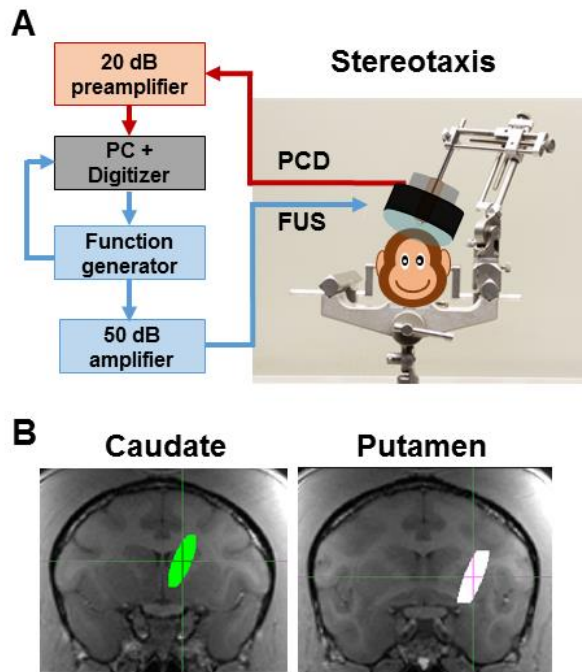 A
20 dB
preamplifier
Stereotaxis
PC +
Digitizer
PCD
FUS
Function
generator
50 dB
amplifier
B
Caudate
Putamen